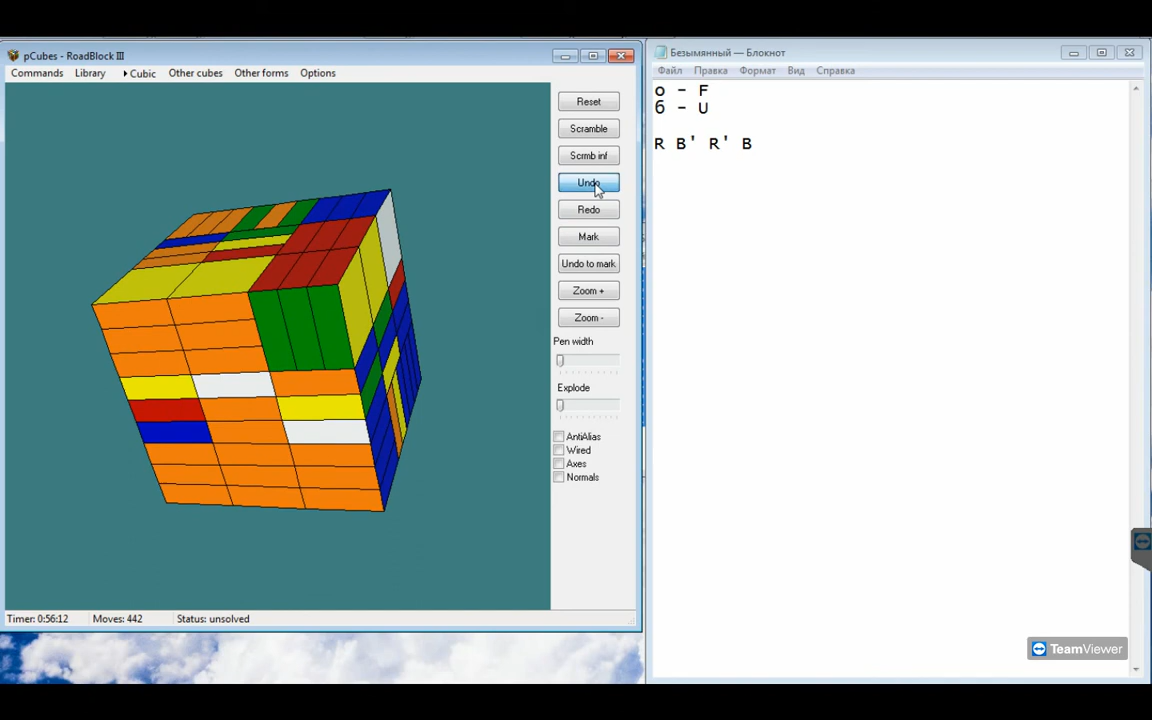 pCubes - RoadBlock III
Commands Library Cubic Other cubes Other forms Options
Reset
Scramble
Scrmb inf
Undo
Redo
Mark
Undo to mark
Zoom +
Zoom -
Pen width
Explode
AntiAlias
Wired
Axes
Normals
Timer: 0:56:12 Moves: 442 Status: unsolved
Безымянный — Блокнот
Файл Правка Формат Вид Справка
о - F
б - U
R B' R' B
TeamViewer